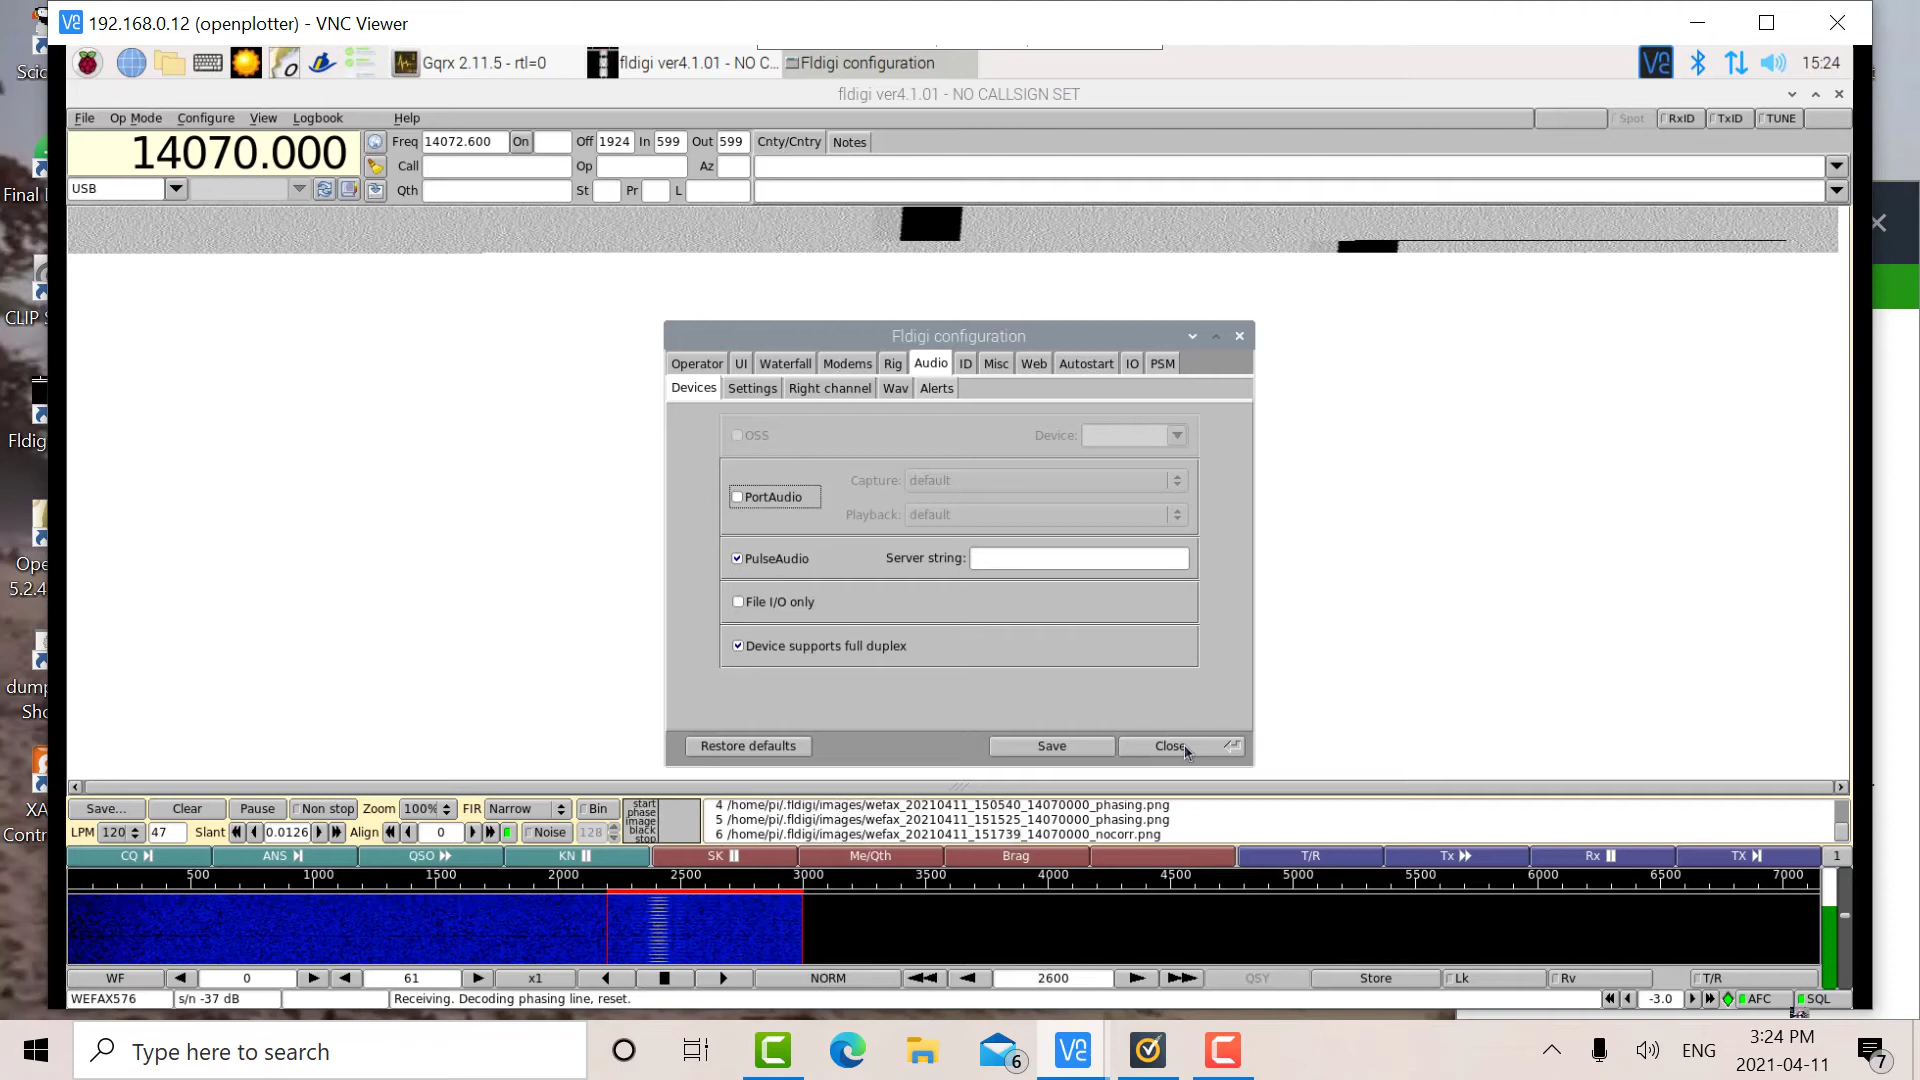 192.168.0.12 (openplotter) - VNC Viewer
Gqrx 2.11.5 - rtl=0
fldigi ver4.1.01 - NO C...
Fldigi configuration
15:24
fldigi ver4.1.01 - NO CALLSIGN SET
File Op Mode Configure View Logbook Help
Spot RxID TxID TUNE
14070.000
Freq 14072.600 On Off 1924 In 599 Out 599 Cnty/Cntry Notes
Call Op Az
USB
Qth St Pr L
Fldigi configuration
Operator UI Waterfall Modems Rig Audio ID Misc Web Autostart IO PSM
Devices Settings Right channel Wav Alerts
OSS Device:
Capture: default
PortAudio
Playback: default
PulseAudio Server string:
File I/O only
Device supports full duplex
Restore defaults Save Close
Save... Clear Pause Non stop Zoom 100% FIR Narrow Bin
LPM 120 47 Slant 0.0126 Align 0 Noise 128
start
phase
image
black
stop
4 /home/pi/.fldigi/images/wefax_20210411_150540_14070000_phasing.png
5 /home/pi/.fldigi/images/wefax_20210411_151525_14070000_phasing.png
6 /home/pi/.fldigi/images/wefax_20210411_151739_14070000_nocorr.png
CQ ANS QSO KN SK Me/Qth Brag T/R Tx Rx TX 1
500 1000 1500 2000 2500 3000 3500 4000 4500 5000 5500 6000 6500 7000
WF 0 61 x1 NORM 2600 QSY Store Lk Rv T/R
WEFAX576 s/n -37 dB Receiving. Decoding phasing line, reset. -3.0 AFC SQL
Scic
Final
CLIP S
Fldig
Ope
5.2.4
dump
Sho
XA
Contr
Type here to search
6
ENG
3:24 PM
2021-04-11
7